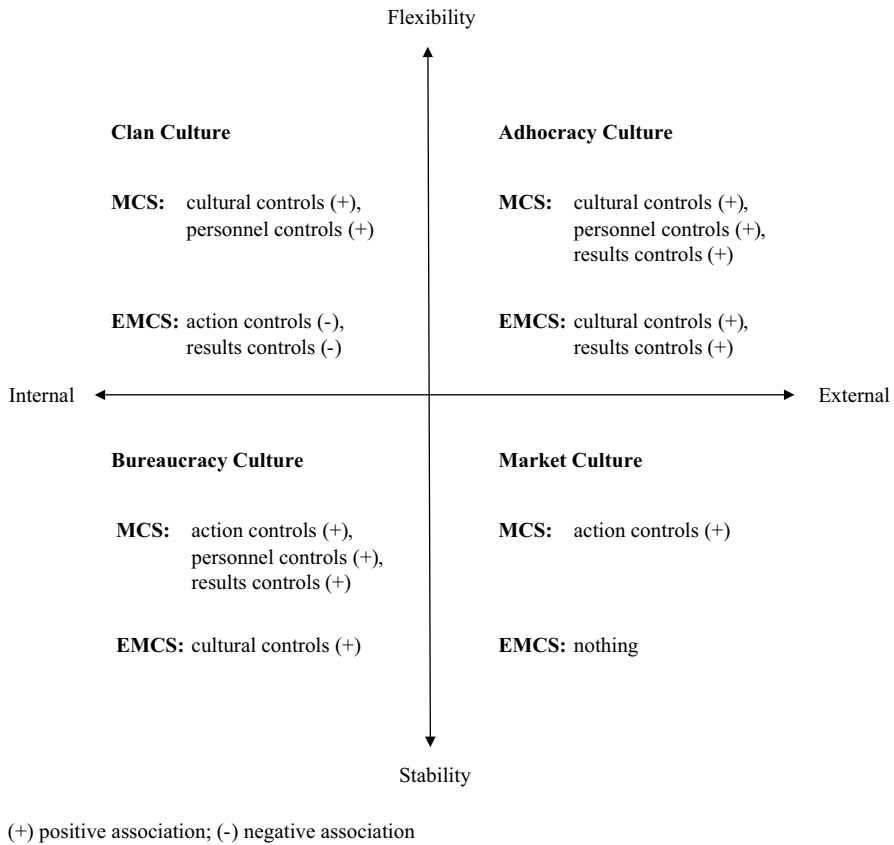 Flexibility
Clan Culture
MCS: cultural controls (+),
personnel controls (+)
EMCS: action controls (-),
results controls (-)
Adhocracy Culture
MCS: cultural controls (+),
personnel controls (+),
results controls (+)
EMCS: cultural controls (+),
results controls (+)
Internal
External
Bureaucracy Culture
MCS: action controls (+),
personnel controls (+),
results controls (+)
EMCS: cultural controls (+)
Market Culture
MCS: action controls (+)
EMCS: nothing
Stability
(+) positive association; (-) negative association